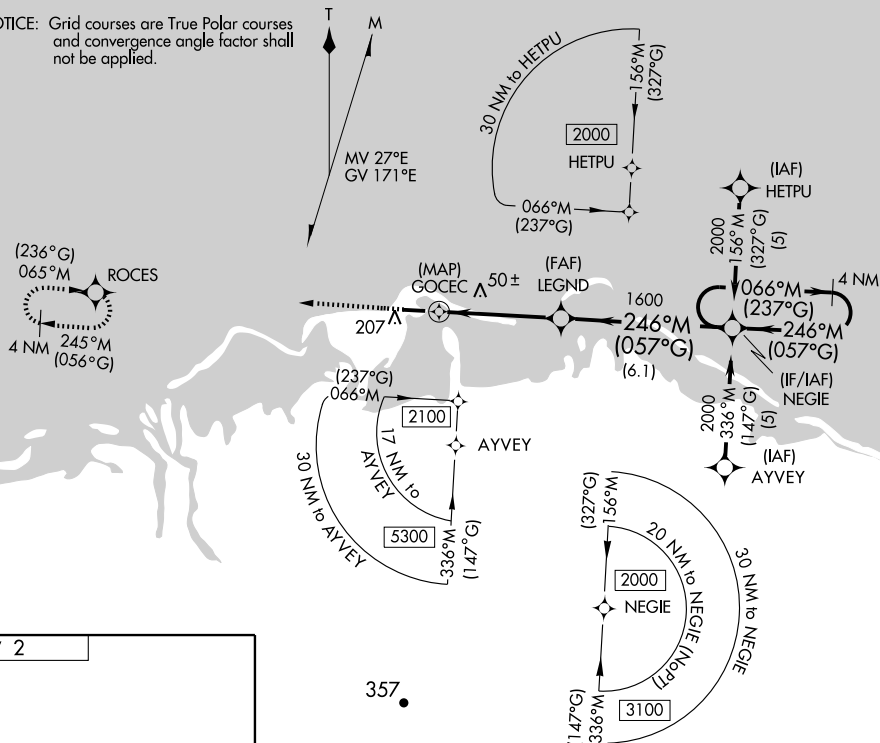 OTICE: Grid courses are True Polar courses
and convergence angle factor shall
not be applied.
T
M
MV 27°E
GV 171°E
30 NM to HETPU
156°M
(327°G)
2000
HETPU
066°M
(237°G)
(IAF)
HETPU
2000
156°M
(327°G)
(5)
(236°G)
065°M
ROCES
4 NM
245°M
(056°G)
(MAP)
GOCEC
50±
(FAF)
LEGND
207
1600
246°M
(057°G)
(6.1)
066°M
(237°G)
4 NM
246°M
(057°G)
(IF/IAF)
NEGIE
2000
336°M
(147°G)
(5)
(IAF)
AYVEY
(237°G)
066°M
2100
AYVEY
17 NM to
AYVEY
30 NM to AYVEY
5300
336°M
(147°G)
(327°G)
156°M
20 NM to NEGIE (NoPT)
30 NM to NEGIE
2000
NEGIE
3100
(147°G)
336°M
2
357